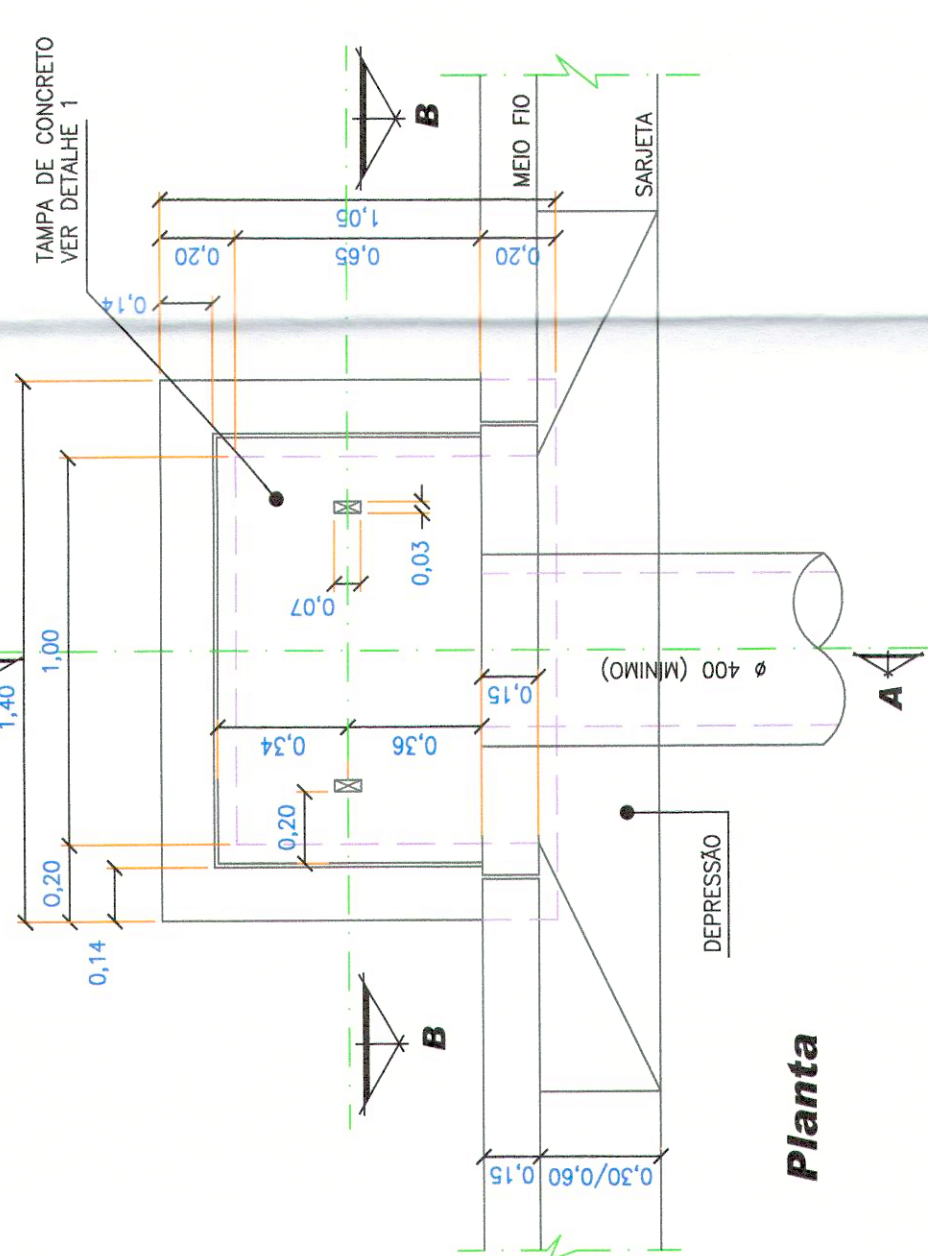 TAMPA DE CONCRETO
VER DETALHE 1
1,40
1,00
0,20
0,14
0,14
0,20
0,65
0,20
1,05
B
B
MEIO FIO
SARJETA
0,07
0,03
0,34
0,36
0,20
0,15
ø 400 (MÍNIMO)
A
DEPRESSÃO
0,15
0,30/0,60
Planta